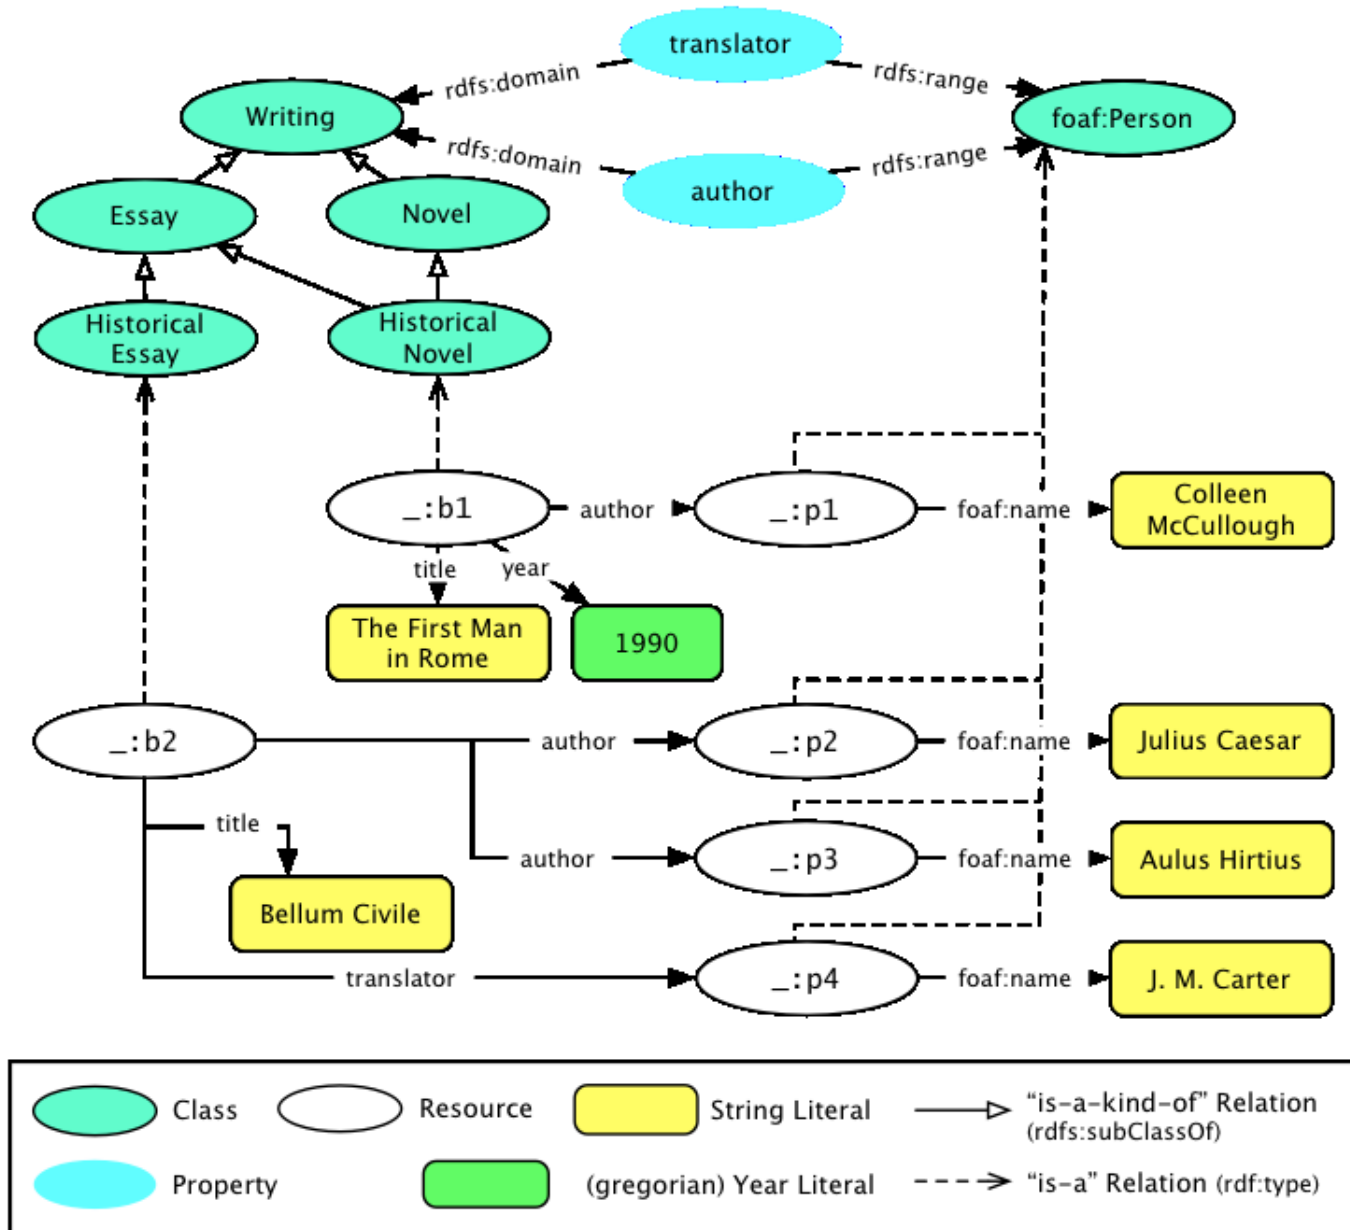 translator
rdfs:domain
rdfs:range
Writing
foaf:Person
rdfs:domain
rdfs:range
author
Essay
Novel
Historical
Essay
Historical
Novel
_:b1
author
_:p1
foaf:name
Colleen
McCullough
title
year
The First Man
in Rome
1990
_:b2
author
_:p2
foaf:name
Julius Caesar
title
author
_:p3
foaf:name
Aulus Hirtius
Bellum Civile
translator
_:p4
foaf:name
J. M. Carter
Class
Resource
String Literal
“is-a-kind-of” Relation
(rdfs:subClassOf)
Property
(gregorian) Year Literal
“is-a” Relation (rdf:type)